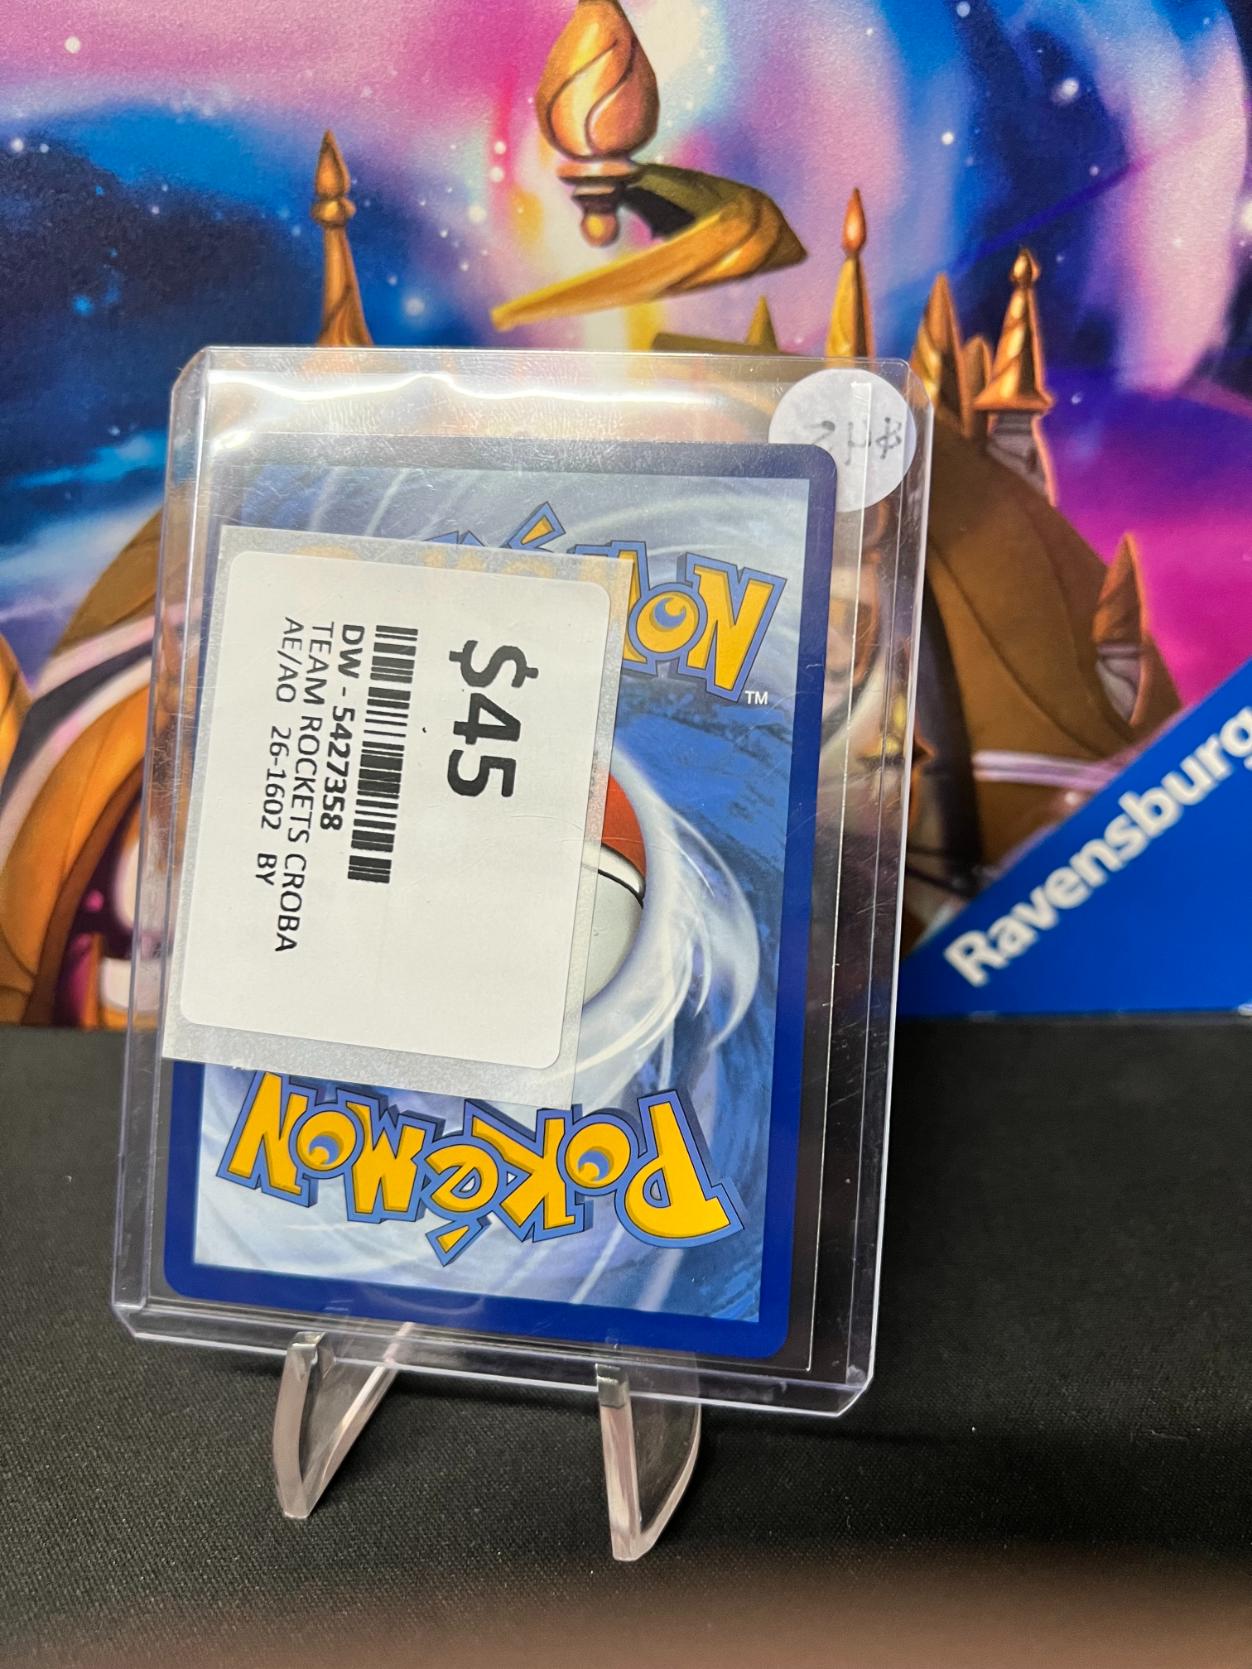 $45
DW - 5427358
TEAM ROCKETS CROBA
AE/AO 26-1602 BY
TM
POKéMON
Ravensburg